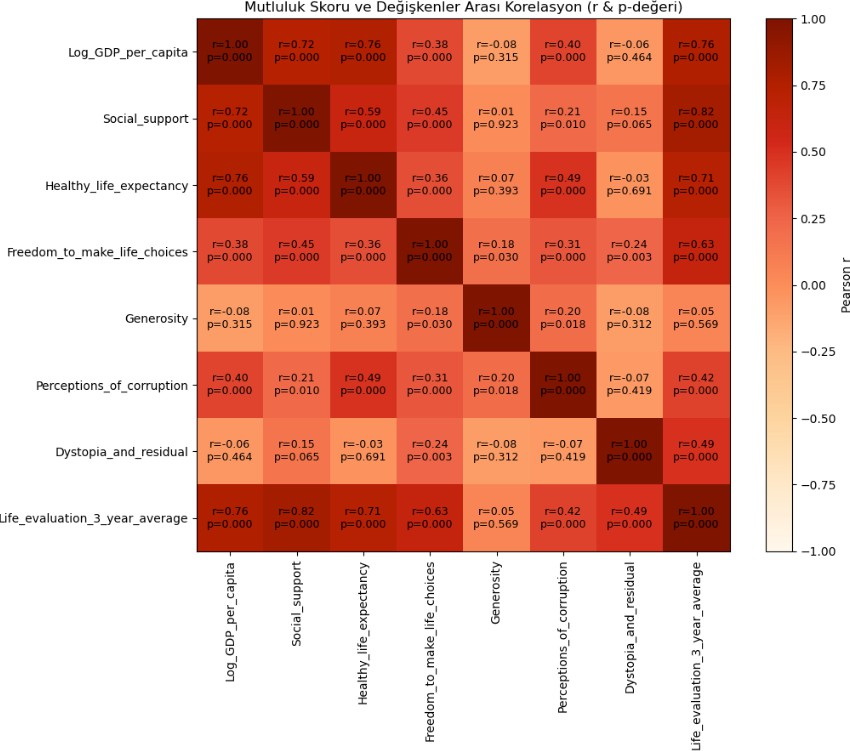 Mutluluk Skoru ve Değişkenler Arası Korelasyon (r & p-değeri)
Log_GDP_per_capita
r=1.00 r=0.72 r=0.76 r=0.38 r=-0.08 r=0.40 r=-0.06 r=0.76
p=0.000 p=0.000 p=0.000 p=0.000 p=0.315 p=0.000 p=0.464 p=0.000
Social_support
r=0.72 r=1.00 r=0.59 r=0.45 r=0.01 r=0.21 r=0.15 r=0.82
p=0.000 p=0.000 p=0.000 p=0.000 p=0.923 p=0.010 p=0.065 p=0.000
Healthy_life_expectancy
r=0.76 r=0.59 r=1.00 r=0.36 r=0.07 r=0.49 r=-0.03 r=0.71
p=0.000 p=0.000 p=0.000 p=0.000 p=0.393 p=0.000 p=0.691 p=0.000
Freedom_to_make_life_choices
r=0.38 r=0.45 r=0.36 r=1.00 r=0.18 r=0.31 r=0.24 r=0.63
p=0.000 p=0.000 p=0.000 p=0.000 p=0.030 p=0.000 p=0.003 p=0.000
Generosity
r=-0.08 r=0.01 r=0.07 r=0.18 r=1.00 r=0.20 r=-0.08 r=0.05
p=0.315 p=0.923 p=0.393 p=0.030 p=0.000 p=0.018 p=0.312 p=0.569
Perceptions_of_corruption
r=0.40 r=0.21 r=0.49 r=0.31 r=0.20 r=1.00 r=-0.07 r=0.42
p=0.000 p=0.010 p=0.000 p=0.000 p=0.018 p=0.000 p=0.419 p=0.000
Dystopia_and_residual
r=-0.06 r=0.15 r=-0.03 r=0.24 r=-0.08 r=-0.07 r=1.00 r=0.49
p=0.464 p=0.065 p=0.691 p=0.003 p=0.312 p=0.419 p=0.000 p=0.000
Life_evaluation_3_year_average
r=0.76 r=0.82 r=0.71 r=0.63 r=0.05 r=0.42 r=0.49 r=1.00
p=0.000 p=0.000 p=0.000 p=0.000 p=0.569 p=0.000 p=0.000 p=0.000
Log_GDP_per_capita
Social_support
Healthy_life_expectancy
Freedom_to_make_life_choices
Generosity
Perceptions_of_corruption
Dystopia_and_residual
Life_evaluation_3_year_average
1.00
0.75
0.50
0.25
0.00
−0.25
−0.50
−0.75
−1.00
Pearson r